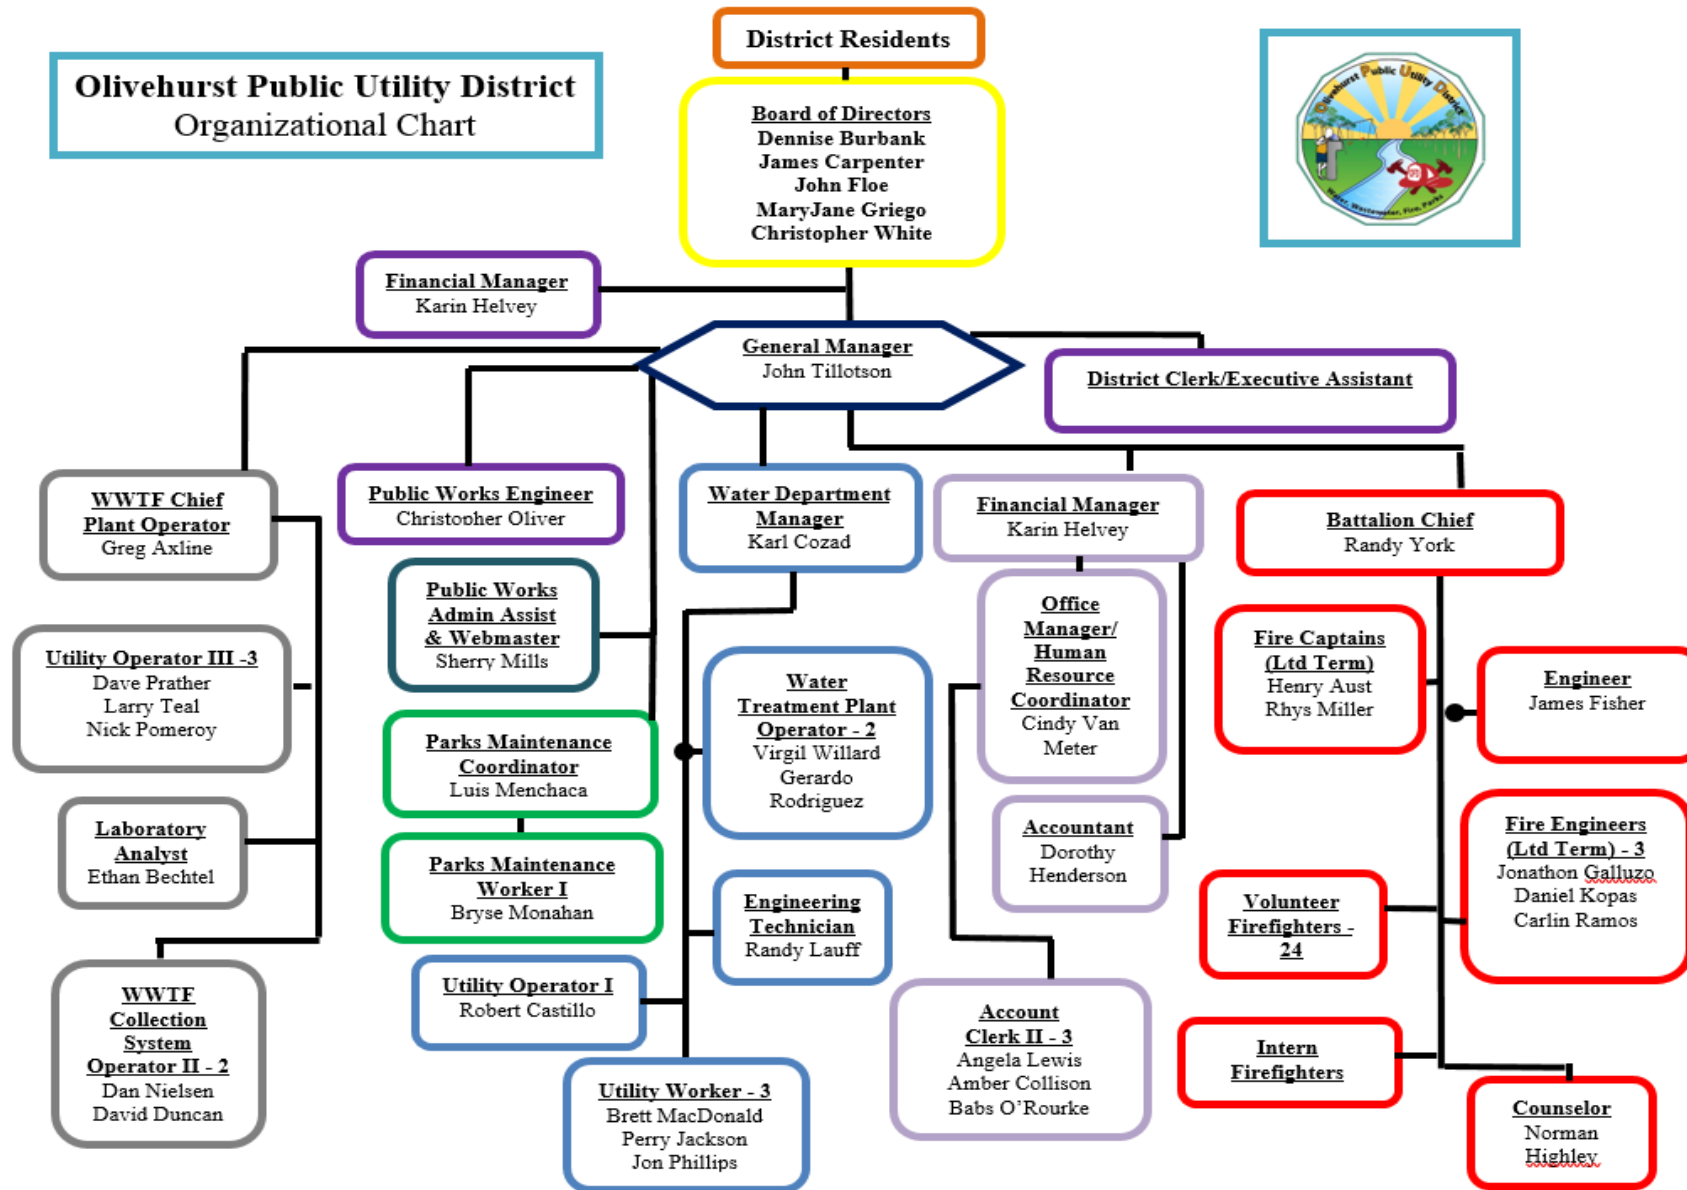 Olivehurst Public Utility District
Organizational Chart
District Residents
Board of Directors
Dennise Burbank
James Carpenter
John Floe
MaryJane Griego
Christopher White
Olivehurst Public Utility District
Water, Wastewater, Fire, Parks
Financial Manager
Karin Helvey
General Manager
John Tillotson
District Clerk/Executive Assistant
WWTF Chief
Plant Operator
Greg Axline
Utility Operator III -3
Dave Prather
Larry Teal
Nick Pomeroy
Laboratory
Analyst
Ethan Bechtel
WWTF
Collection
System
Operator II - 2
Dan Nielsen
David Duncan
Public Works Engineer
Christopher Oliver
Public Works
Admin Assist
& Webmaster
Sherry Mills
Parks Maintenance
Coordinator
Luis Menchaca
Parks Maintenance
Worker I
Bryse Monahan
Water Department
Manager
Karl Cozad
Water
Treatment Plant
Operator - 2
Virgil Willard
Gerardo
Rodriguez
Engineering
Technician
Randy Lauff
Utility Operator I
Robert Castillo
Utility Worker - 3
Brett MacDonald
Perry Jackson
Jon Phillips
Financial Manager
Karin Helvey
Office
Manager/
Human
Resource
Coordinator
Cindy Van
Meter
Accountant
Dorothy
Henderson
Account
Clerk II - 3
Angela Lewis
Amber Collison
Babs O’Rourke
Battalion Chief
Randy York
Fire Captains
(Ltd Term)
Henry Aust
Rhys Miller
Engineer
James Fisher
Fire Engineers
(Ltd Term) - 3
Jonathon Galluzo
Daniel Kopas
Carlin Ramos
Volunteer
Firefighters -
24
Intern
Firefighters
Counselor
Norman
Highley